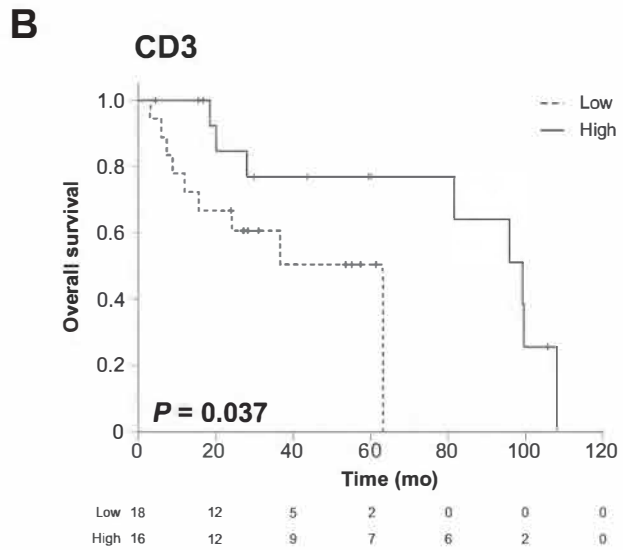 B
CD3
Low
High
1.0
0.8
0.6
0.4
0.2
0
Overall survival
P = 0.037
0 20 40 60 80 100 120
Time (mo)
Low 18 12 5 2 0 0 0
High 16 12 9 7 6 2 0